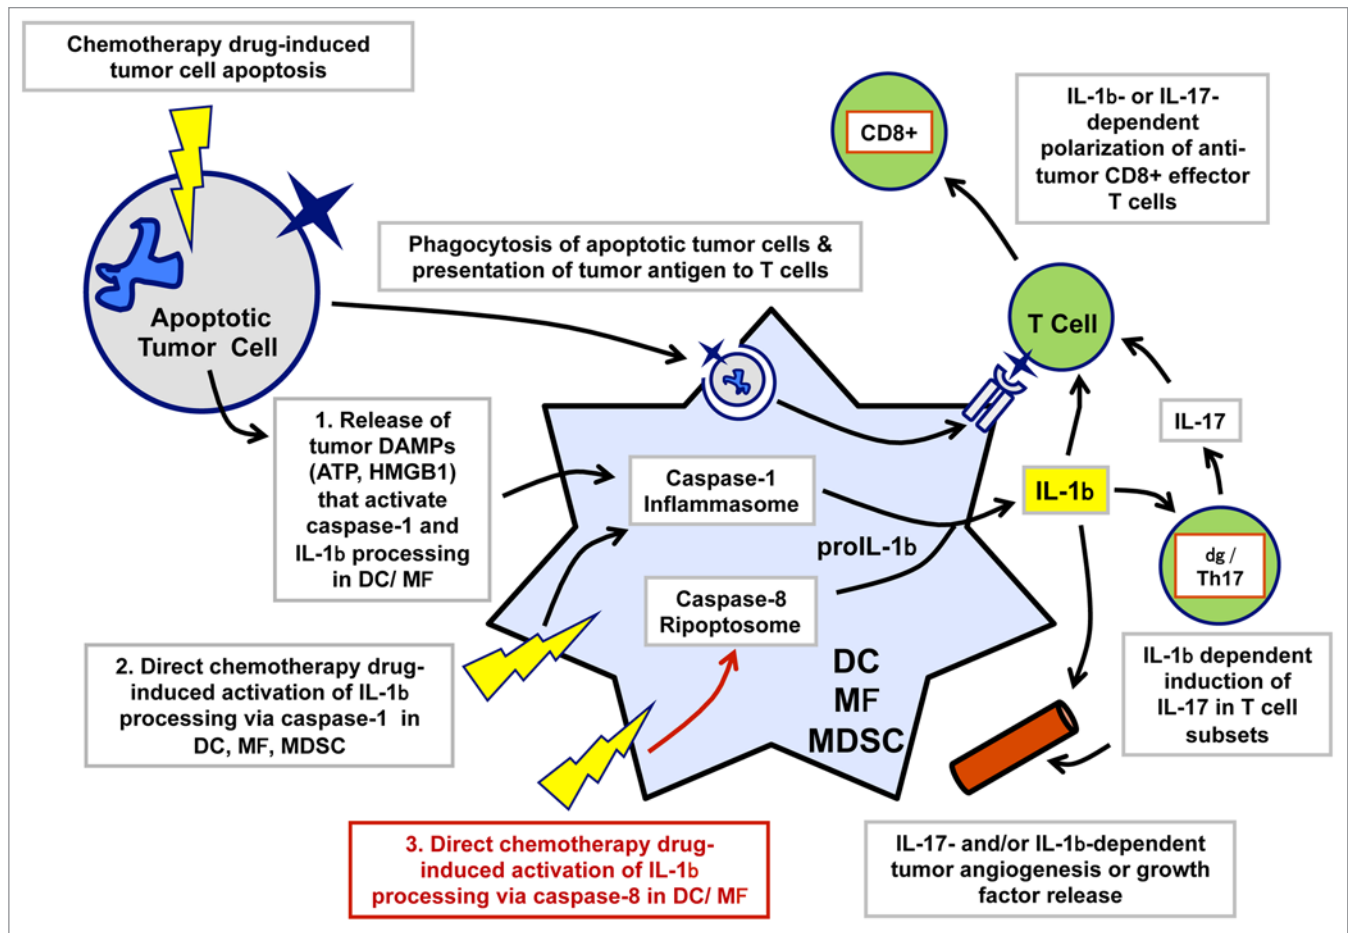 Chemotherapy drug-induced
tumor cell apoptosis
CD8+
IL-1b- or IL-17-
dependent
polarization of anti-
tumor CD8+ effector
T cells
Phagocytosis of apoptotic tumor cells &
presentation of tumor antigen to T cells
Apoptotic
Tumor Cell
T Cell
1. Release of
tumor DAMPs
(ATP, HMGB1)
that activate
caspase-1 and
IL-1b processing
in DC/ MF
IL-17
Caspase-1
Inflammasome
IL-1b
proIL-1b
dg /
Th17
Caspase-8
Ripoptosome
DC
MF
MDSC
2. Direct chemotherapy drug-
induced activation of IL-1b
processing via caspase-1 in
DC, MF, MDSC
IL-1b dependent
induction of
IL-17 in T cell
subsets
3. Direct chemotherapy drug-
induced activation of IL-1b
processing via caspase-8 in DC/ MF
IL-17- and/or IL-1b-dependent
tumor angiogenesis or growth
factor release